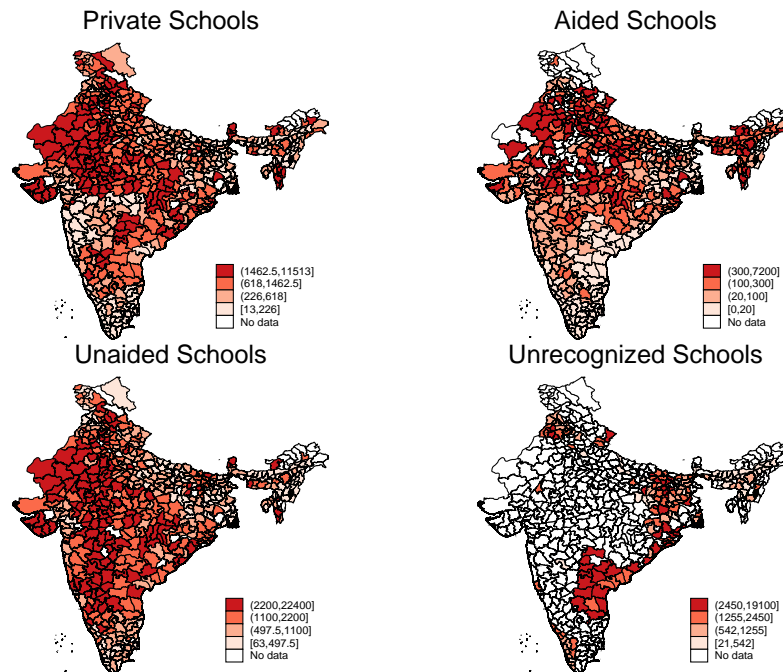 Private Schools
(1462.5,11513]
(618,1462.5]
(226,618]
[13,226]
No data
Aided Schools
(300,7200]
(100,300]
(20,100]
[0,20]
No data
Unaided Schools
(2200,22400]
(1100,2200]
(497.5,1100]
[63,497.5]
No data
Unrecognized Schools
(2450,19100]
(1255,2450]
(542,1255]
[21,542]
No data